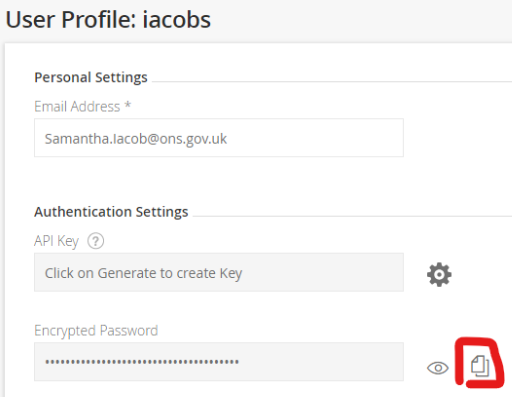 User Profile: iacobs
Personal Settings
Email Address *
Samantha.Iacob@ons.gov.uk
Authentication Settings
API Key ?
Click on Generate to create Key
Encrypted Password
••••••••••••••••••••••••••••••••••••••